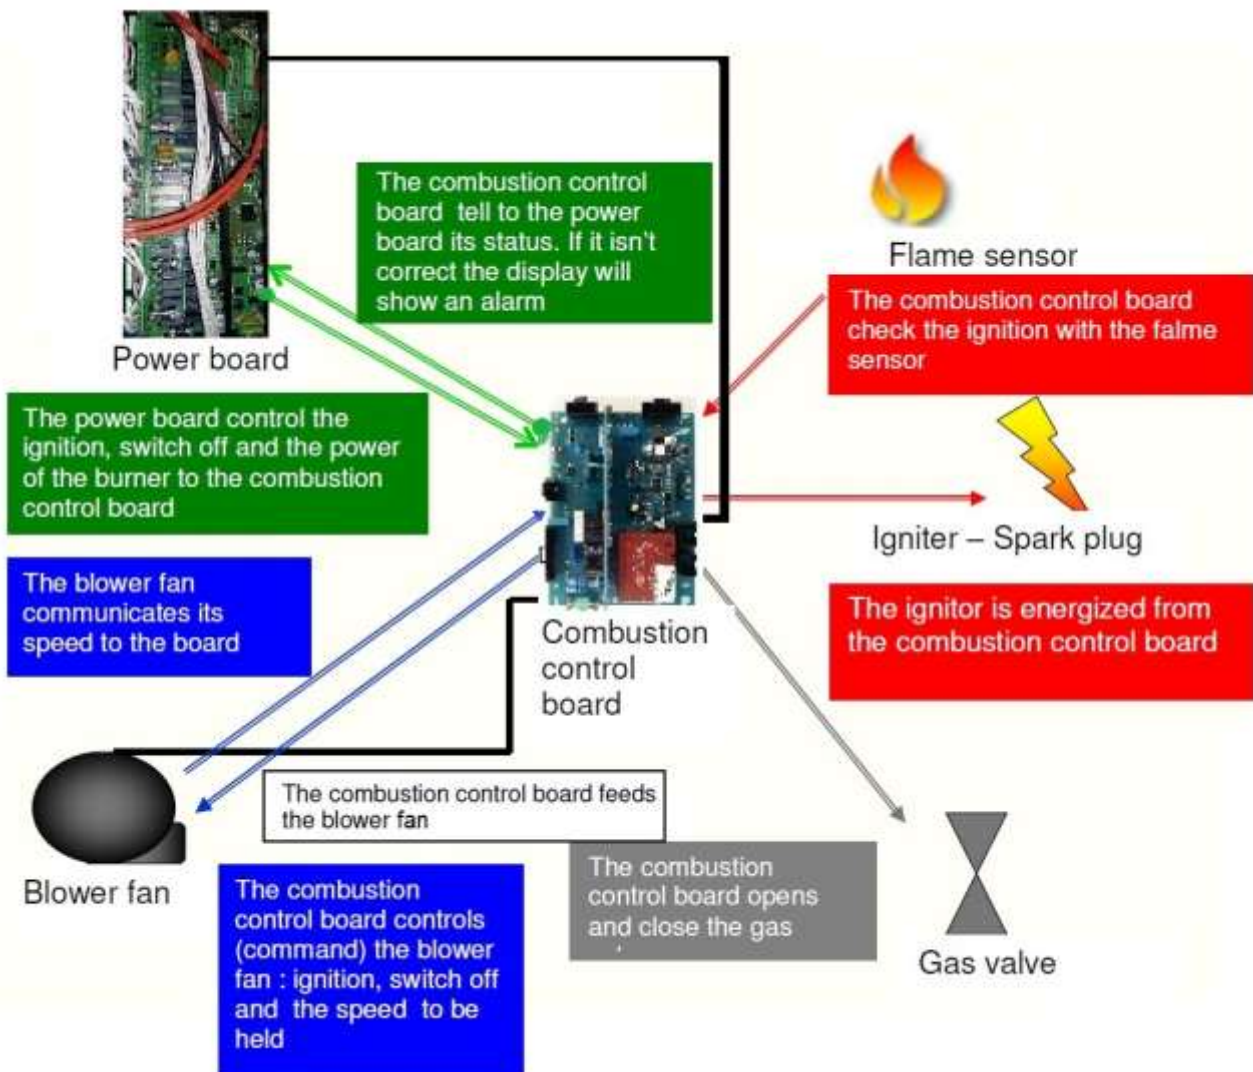 The combustion control
board tell to the power
board its status. If it isn't
correct the display will
show an alarm
Flame sensor
The combustion control board
check the ignition with the falme
sensor
Power board
The power board control the
ignition, switch off and the power
of the burner to the combustion
control board
Igniter – Spark plug
The blower fan
communicates its
speed to the board
The ignitor is energized from
the combustion control board
Combustion
control
board
The combustion control board feeds
the blower fan
Blower fan
The combustion
control board controls
(command) the blower
fan : ignition, switch off
and the speed to be
held
The combustion
control board opens
and close the gas
Gas valve